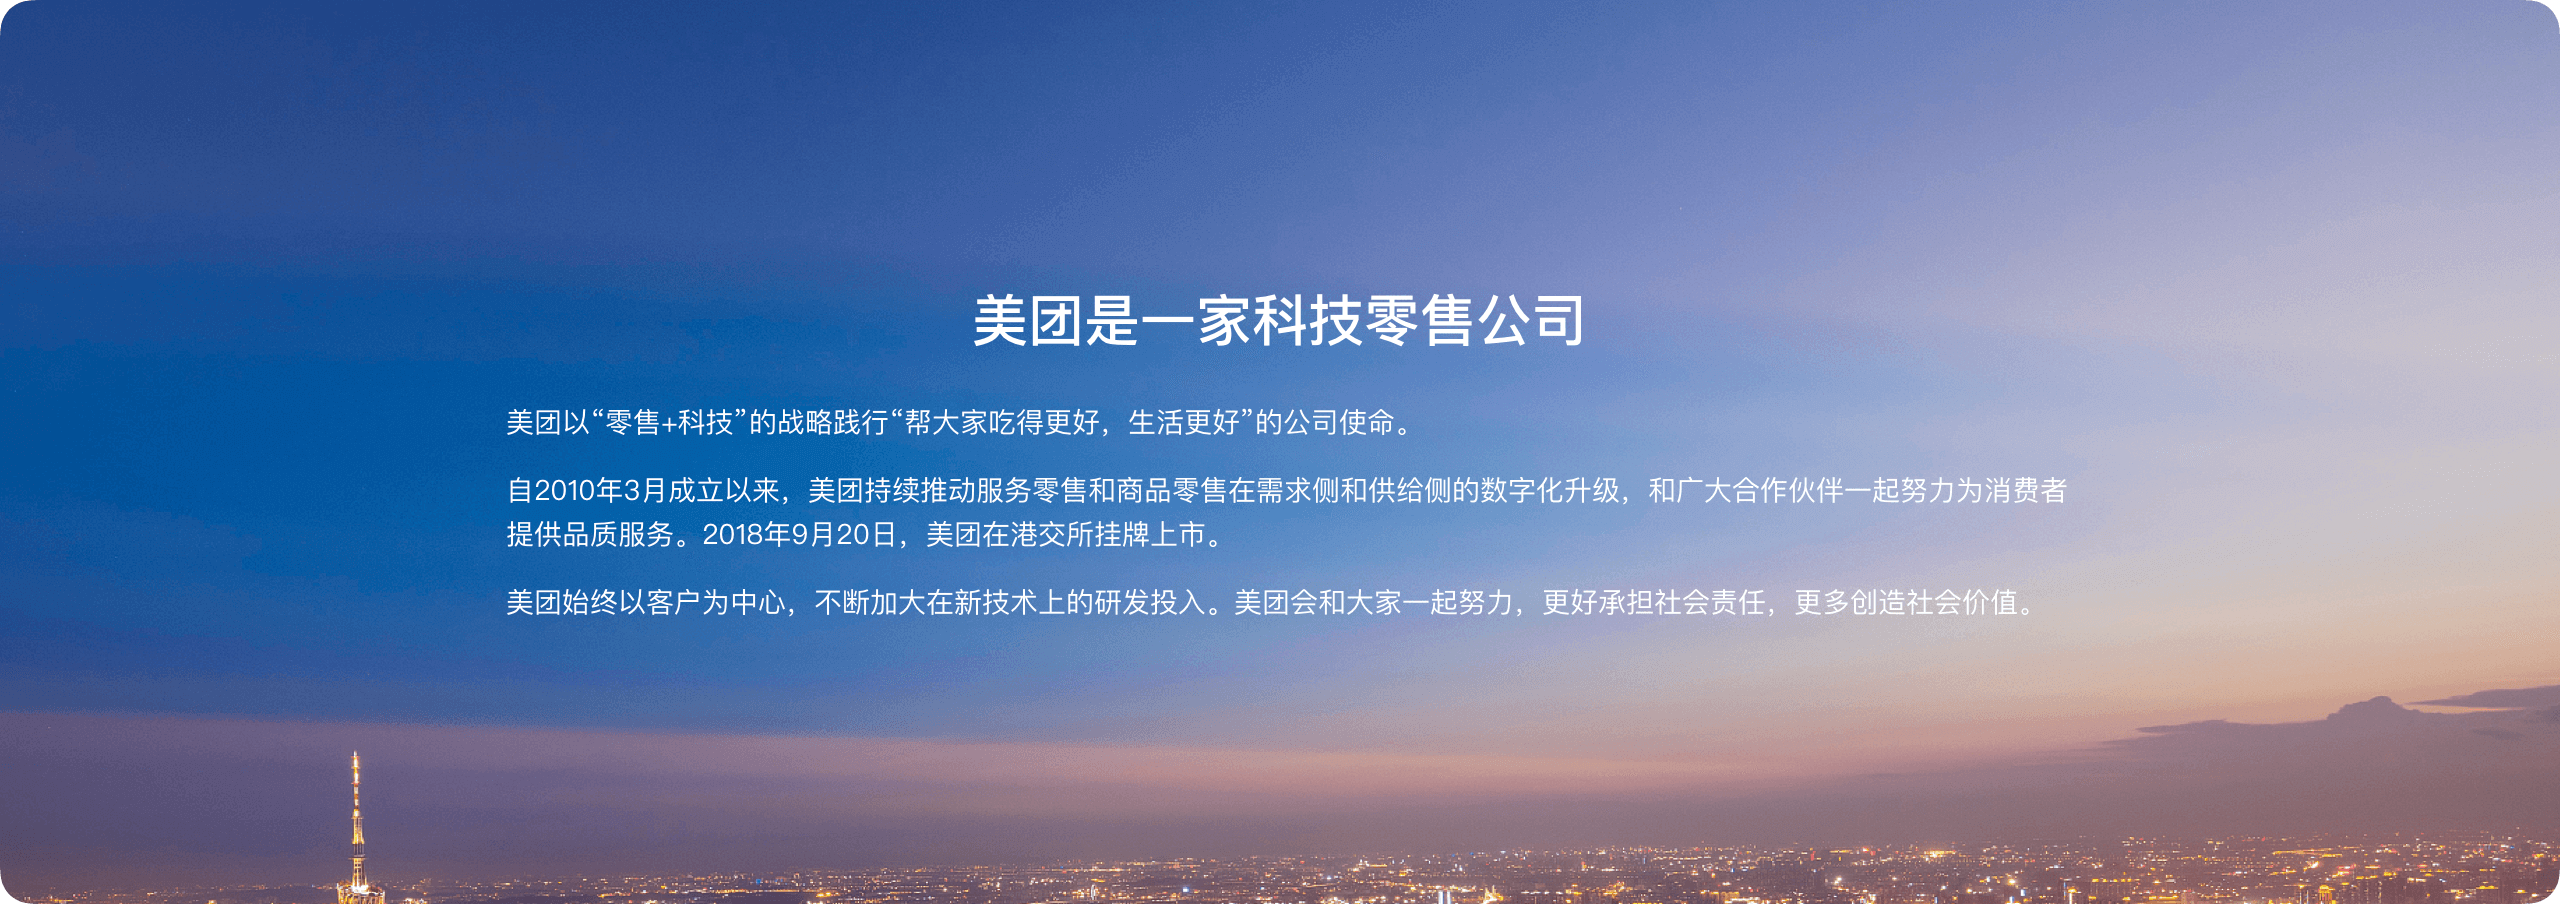 美团是一家科技零售公司
美团以“零售+科技”的战略践行“帮大家吃得更好，生活更好”的公司使命。
自2010年3月成立以来，美团持续推动服务零售和商品零售在需求侧和供给侧的数字化升级，和广大合作伙伴一起努力为消费者
提供品质服务。2018年9月20日，美团在港交所挂牌上市。
美团始终以客户为中心，不断加大在新技术上的研发投入。美团会和大家一起努力，更好承担社会责任，更多创造社会价值。